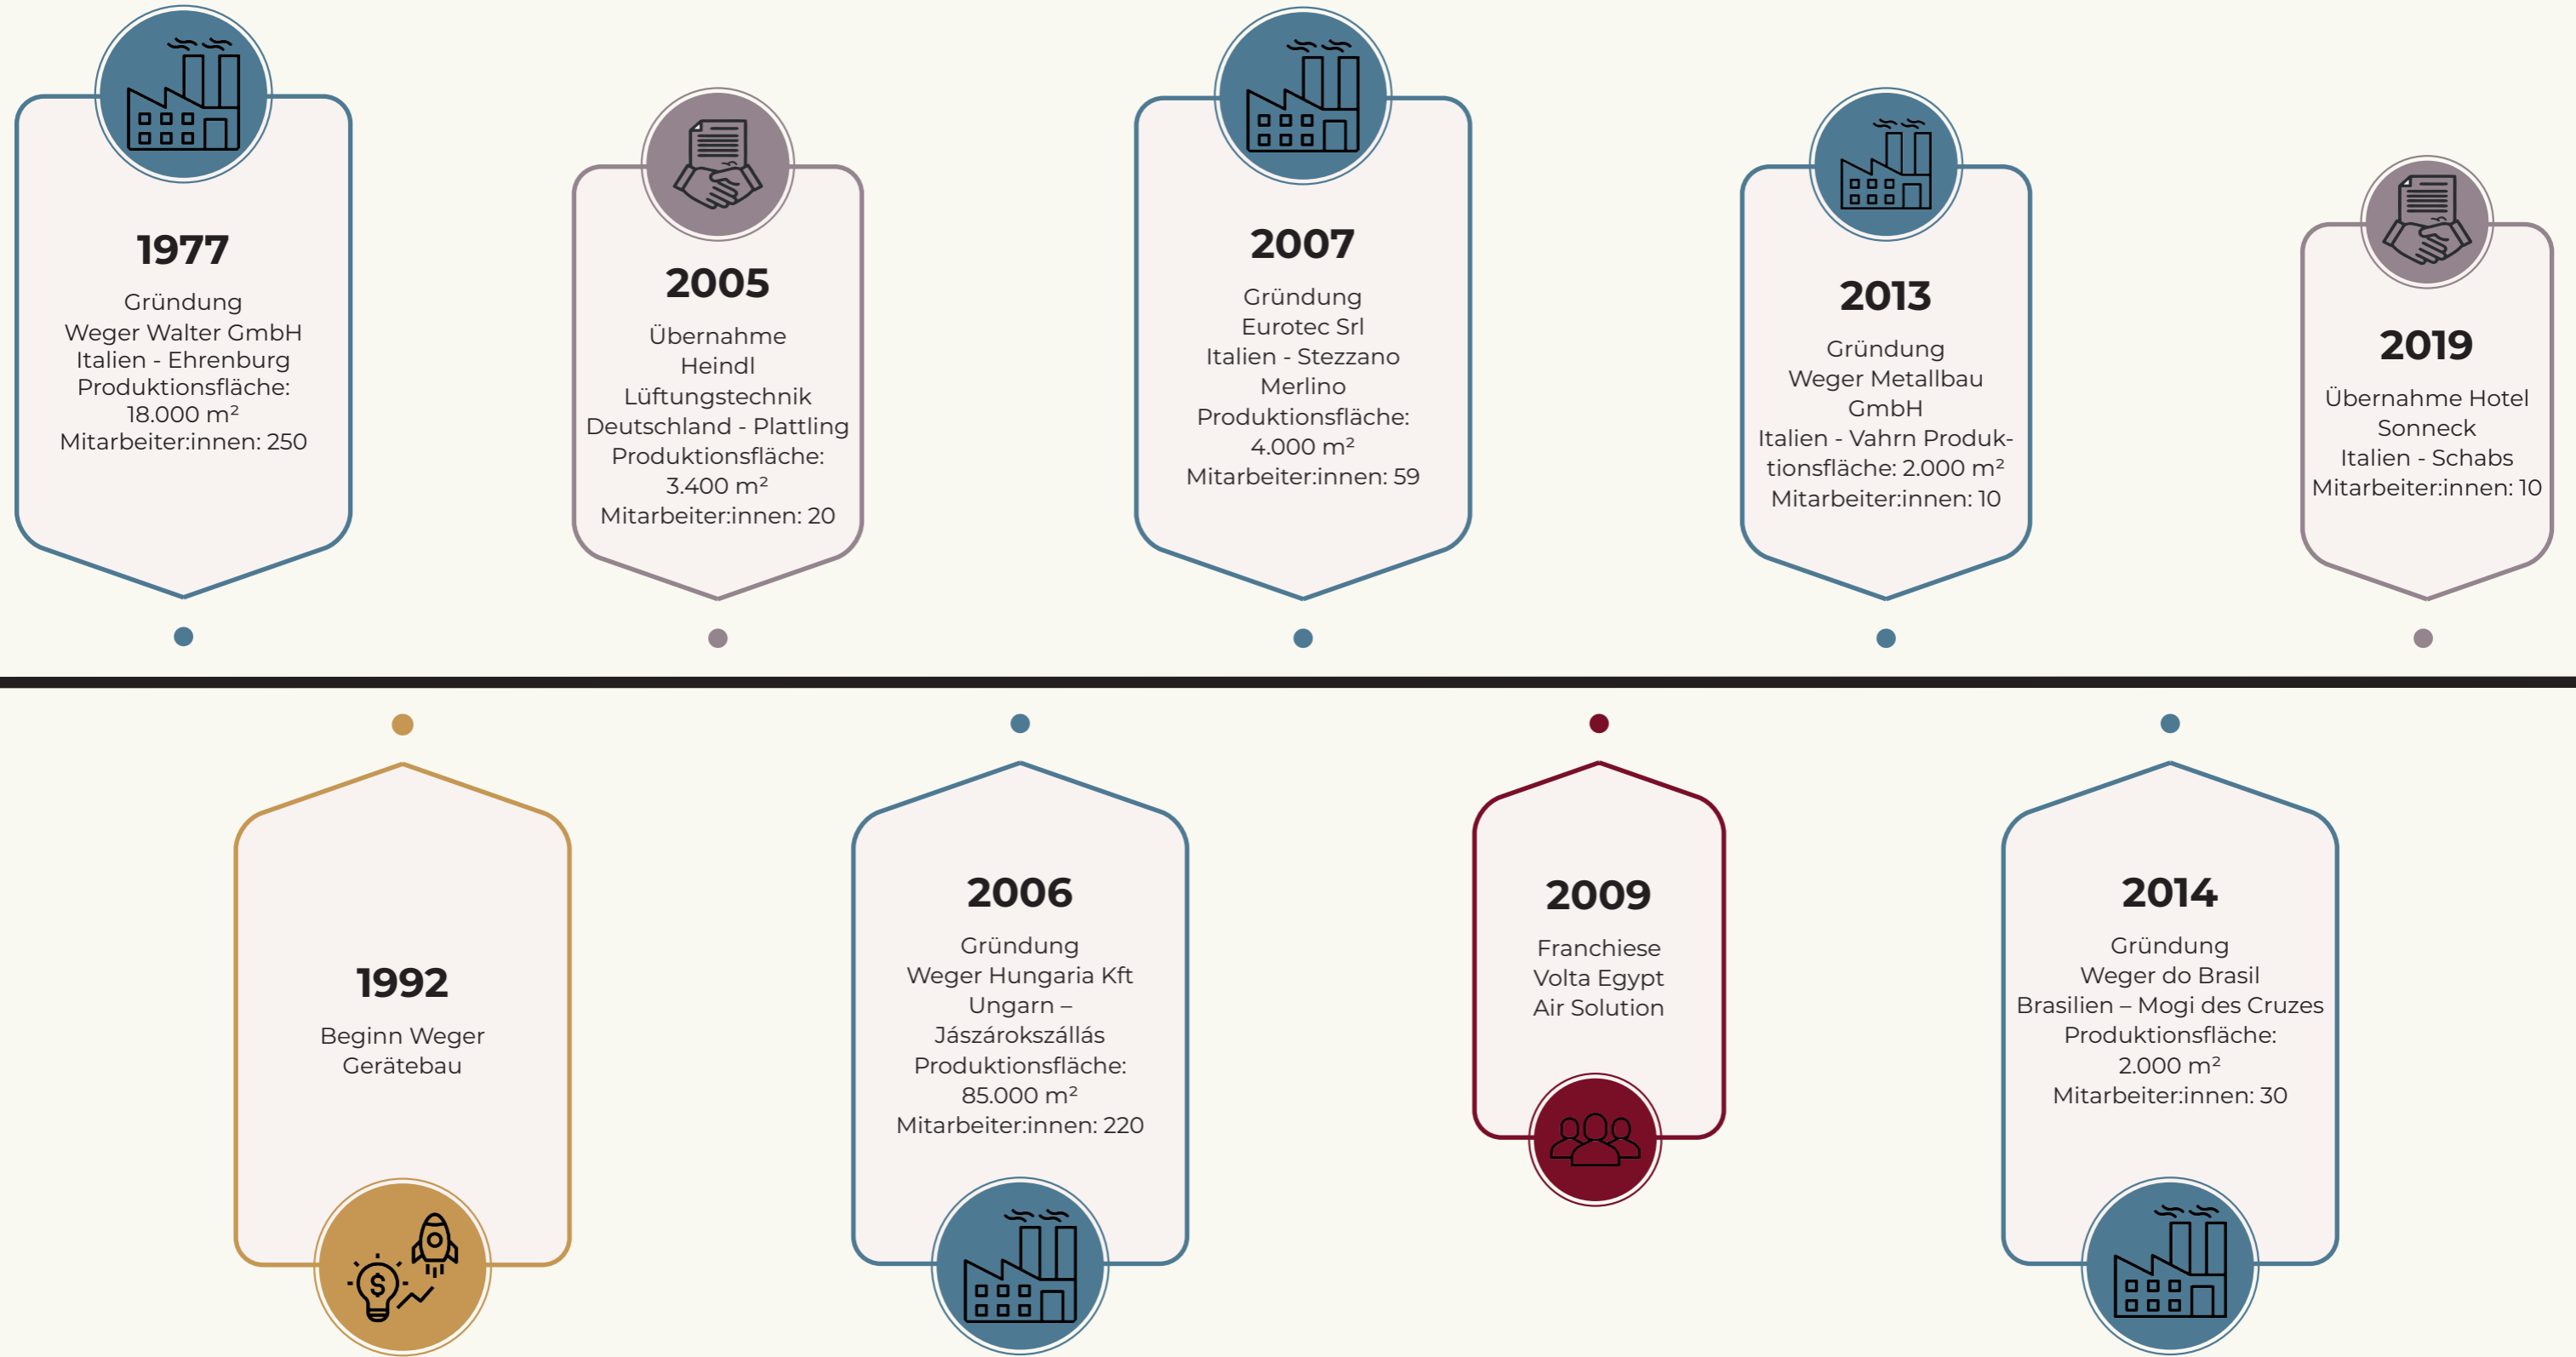 1977
Gründung
Weger Walter GmbH
Italien - Ehrenburg
Produktionsfläche:
18.000 m²
Mitarbeiter:innen: 250
2005
Übernahme
Heindl
Lüftungstechnik
Deutschland - Plattling
Produktionsfläche:
3.400 m²
Mitarbeiter:innen: 20
2007
Gründung
Eurotec Srl
Italien - Stezzano
Merlino
Produktionsfläche:
4.000 m²
Mitarbeiter:innen: 59
2013
Gründung
Weger Metallbau
GmbH
Italien - Vahrn Produk-
tionsfläche: 2.000 m²
Mitarbeiter:innen: 10
2019
Übernahme Hotel
Sonneck
Italien - Schabs
Mitarbeiter:innen: 10
1992
Beginn Weger
Gerätebau
2006
Gründung
Weger Hungaria Kft
Ungarn –
Jászárokszállás
Produktionsfläche:
85.000 m²
Mitarbeiter:innen: 220
2009
Franchiese
Volta Egypt
Air Solution
2014
Gründung
Weger do Brasil
Brasilien – Mogi des Cruzes
Produktionsfläche:
2.000 m²
Mitarbeiter:innen: 30